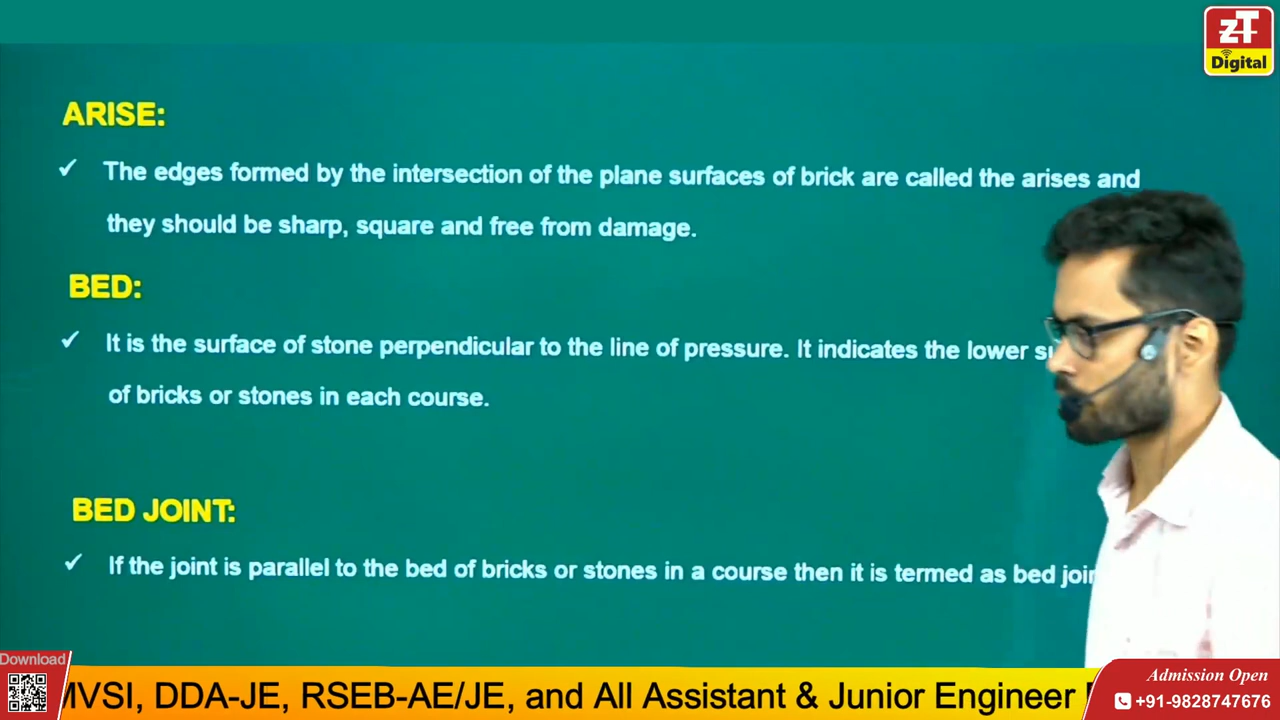 ZT
Digital
ARISE:
✓ The edges formed by the intersection of the plane surfaces of brick are called the arises and
they should be sharp, square and free from damage.
BED:
✓ It is the surface of stone perpendicular to the line of pressure. It indicates the lower
of bricks or stones in each course.
BED JOINT:
✓ If the joint is parallel to the bed of bricks or stones in a course then it is termed as bed
Download
MVSI, DDA-JE, RSEB-AE/JE, and All Assistant & Junior Engineer
Admission Open
+91-9828747676